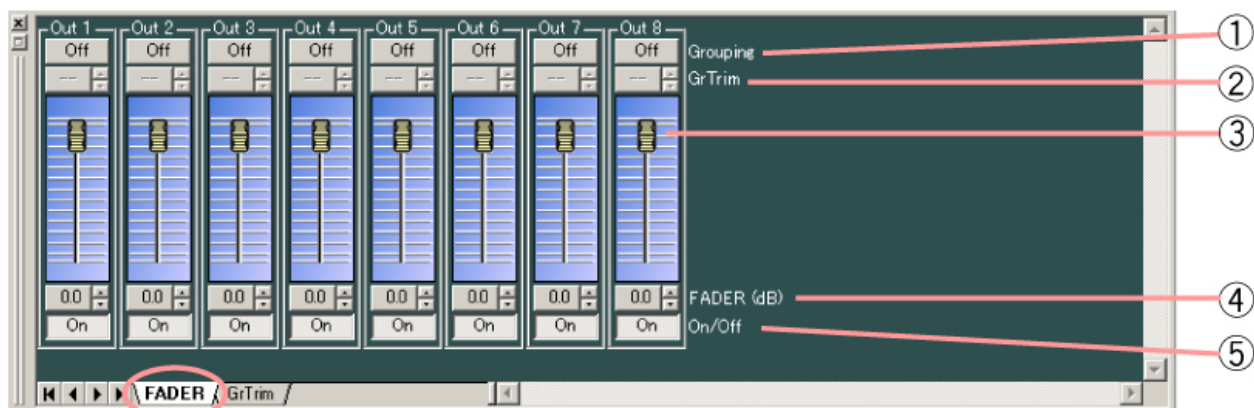 Out 1 Out 2 Out 3 Out 4 Out 5 Out 6 Out 7 Out 8
Off Off Off Off Off Off Off Off Grouping ①
-- -- -- -- -- -- -- -- GrTrim ②
③
0.0 0.0 0.0 0.0 0.0 0.0 0.0 0.0 FADER (dB) ④
On On On On On On On On On/Off ⑤
FADER GrTrim